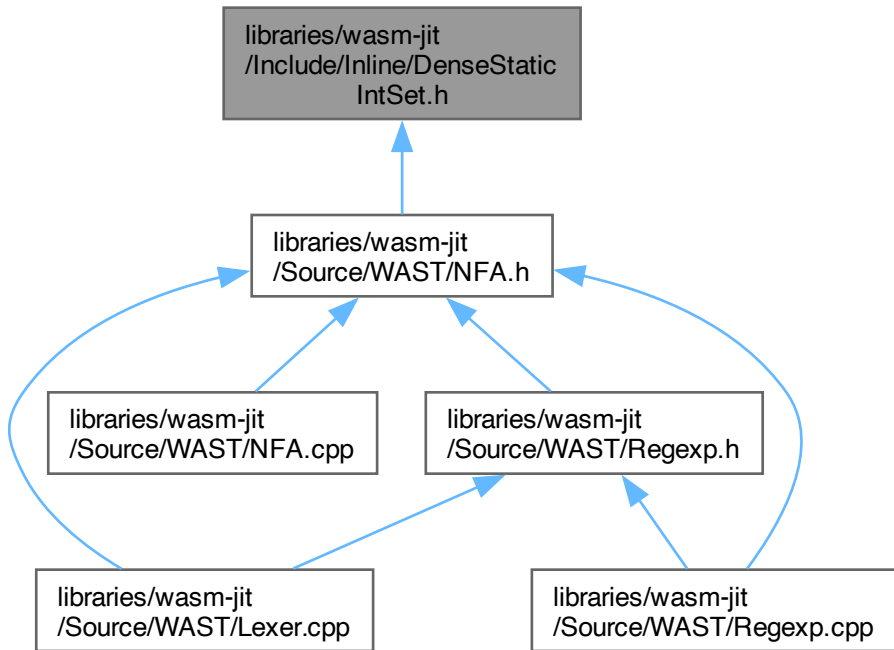 libraries/wasm-jit
/Include/Inline/DenseStatic
IntSet.h
libraries/wasm-jit
/Source/WAST/NFA.h
libraries/wasm-jit
/Source/WAST/NFA.cpp
libraries/wasm-jit
/Source/WAST/Regexp.h
libraries/wasm-jit
/Source/WAST/Lexer.cpp
libraries/wasm-jit
/Source/WAST/Regexp.cpp